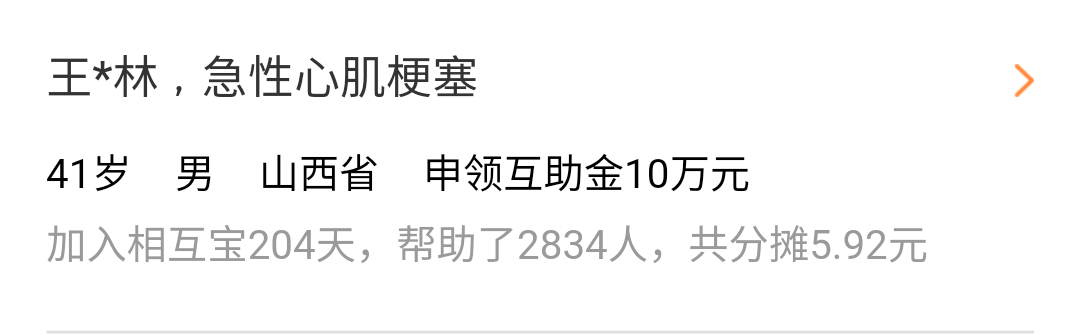 王*林，急性心肌梗塞
41岁 男 山西省 申领互助金10万元
加入相互宝204天，帮助了2834人，共分摊5.92元